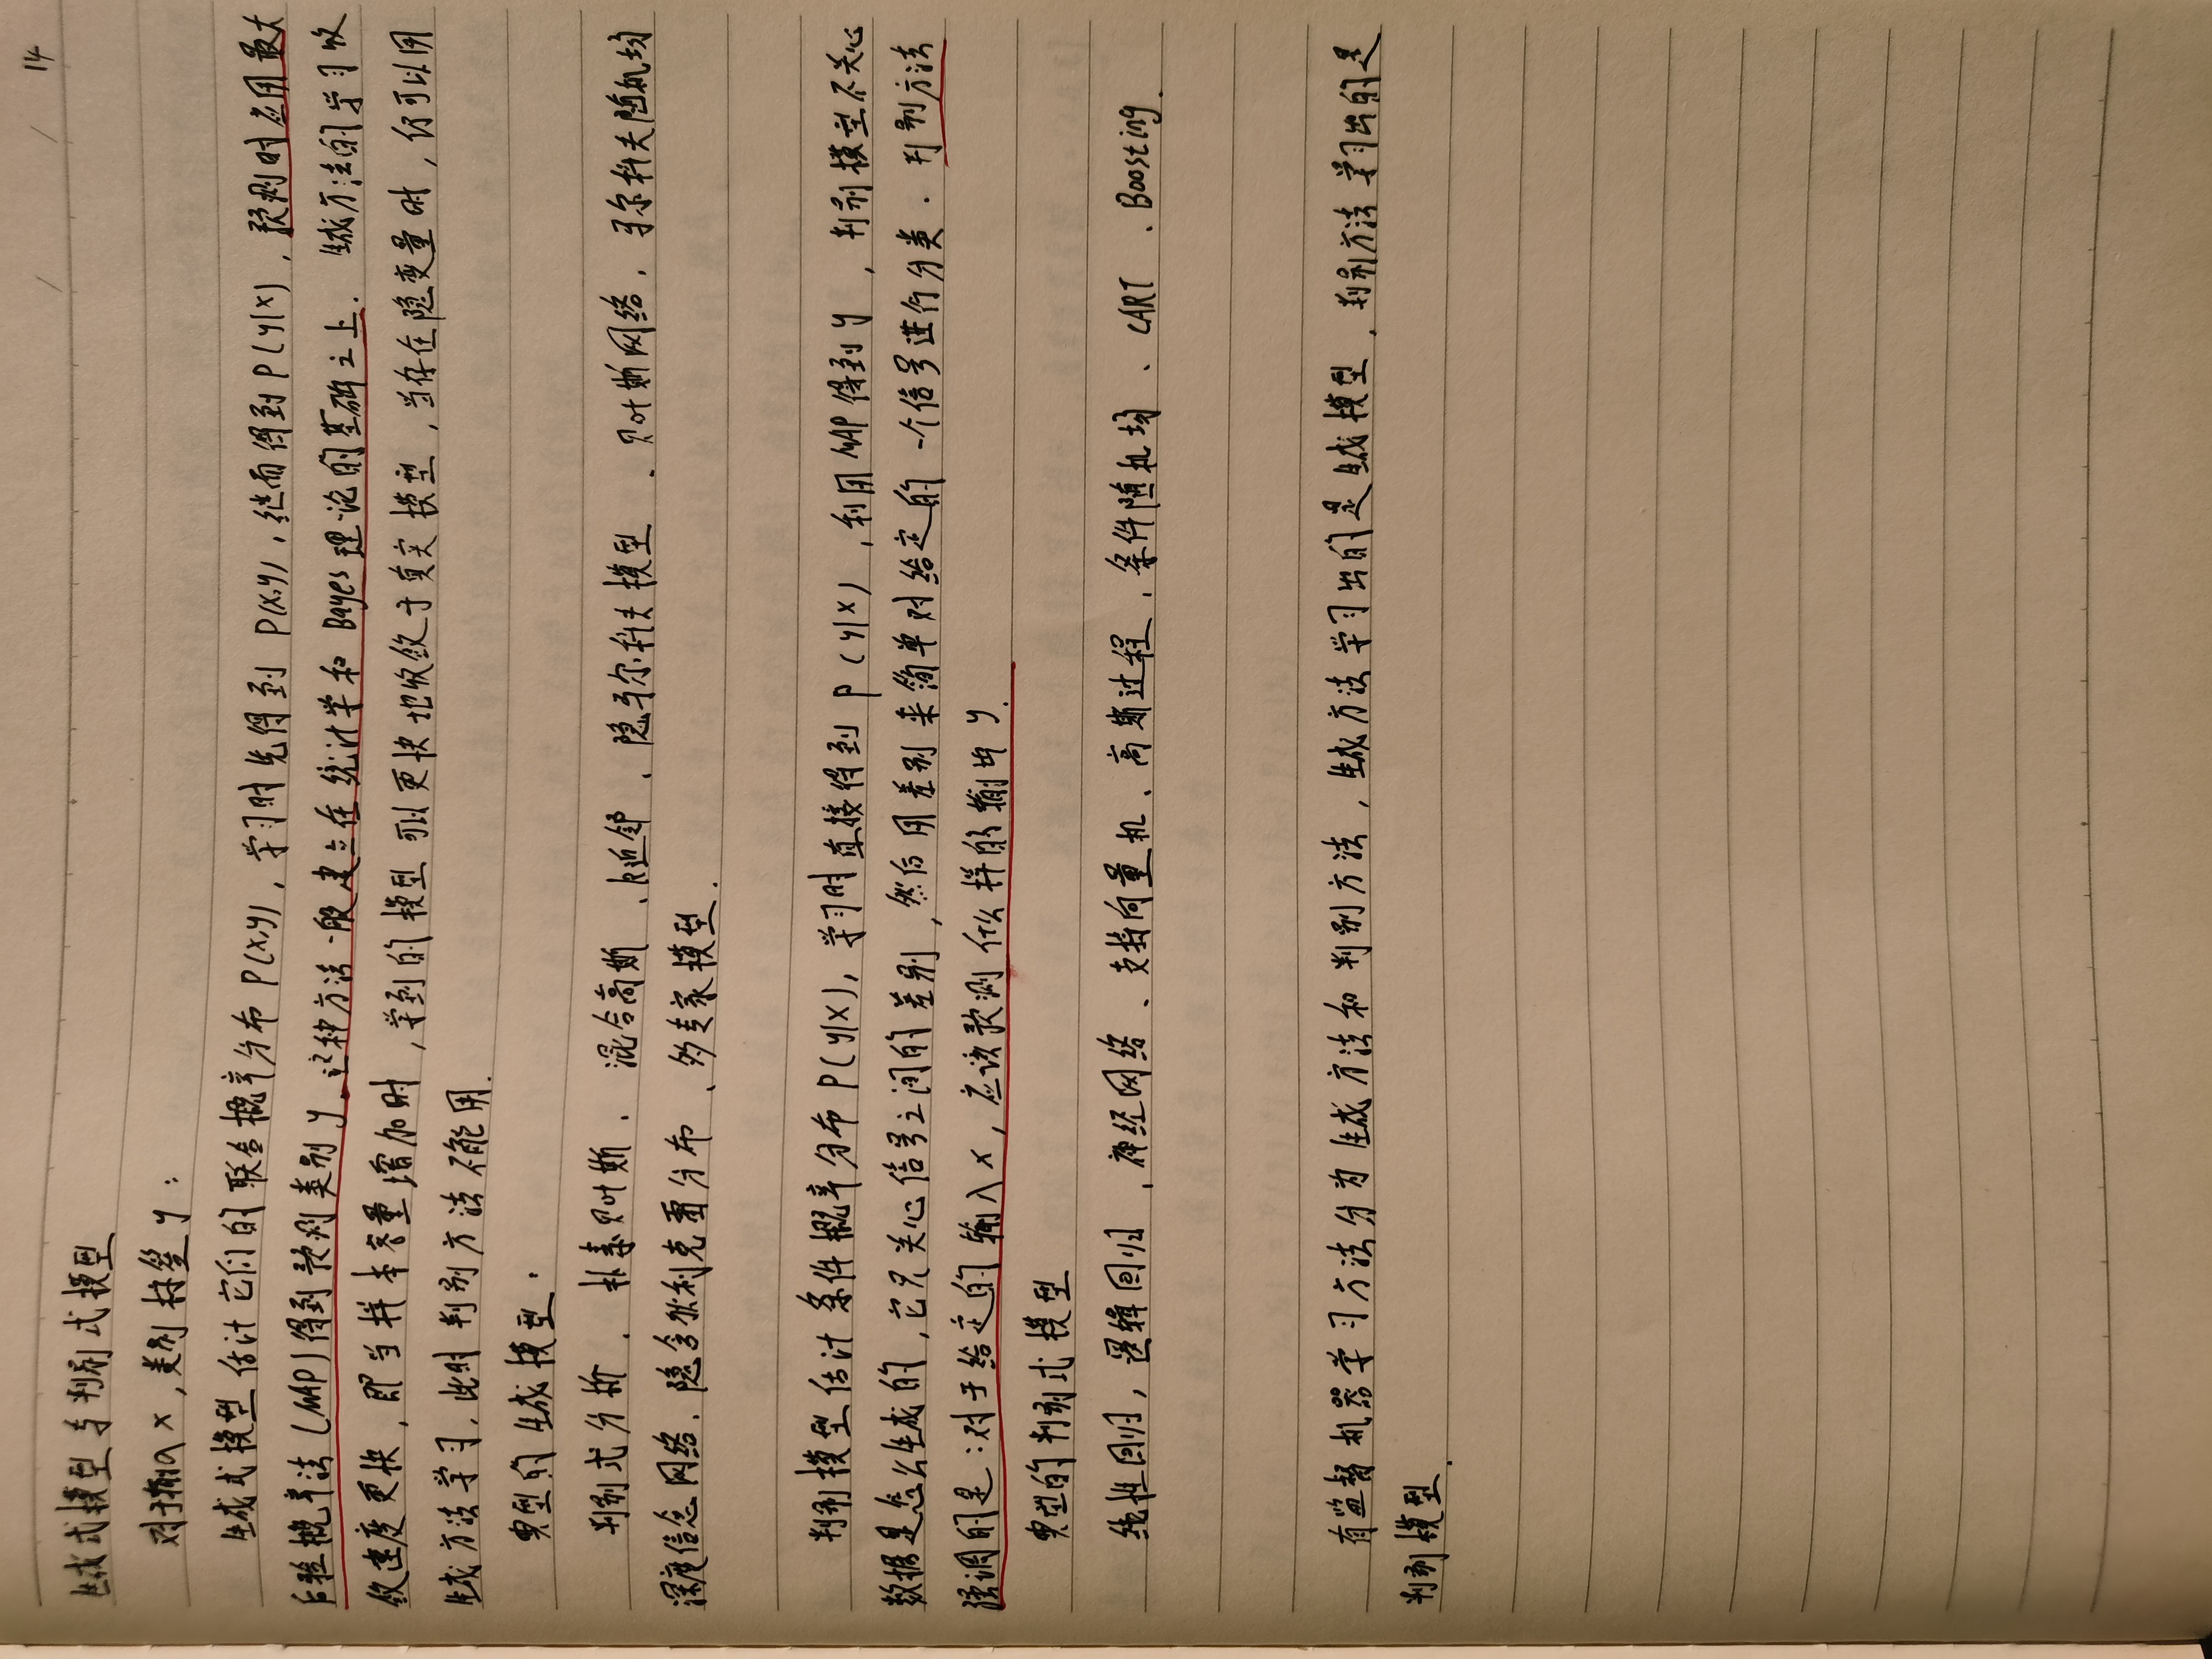 14
生成式模型与判别式模型
对于输入x，类别标签y：
生成式模型估计它们的联合概率分布P(x,y)，学习时先得到P(x,y)，继而得到P(y|x)，预测时应用最大
后验概率法(MAP)得到预测类别y。这种方法一般建立在统计学和Bayes理论的基础之上．生成方法的学习收
敛速度更快，即当样本容量增加时，学到的模型可以更快地收敛于真实模型，当存在隐变量时，仍可以用
生成方法学习，此时判别方法不能用．
典型的生成模型：
判别式分析、朴素贝叶斯、混合高斯、k近邻、隐马尔科夫模型、贝叶斯网络、马尔科夫随机场
深度信念网络、隐含狄利克雷分布、多专家模型．
判别模型估计条件概率分布P(y|x)，学习时直接得到P(y|x)，利用MAP得到y，判别模型不关心
数据是怎么生成的，它只关心信号之间的差别，然后用差别来简单对给定的一个信号进行分类．判别方法
强调的是：对于给定的输入x，应该预测什么样的输出y．
典型的判别式模型
线性回归，逻辑回归、神经网络、支持向量机、高斯过程、条件随机场、CART、Boosting．
有监督机器学习方法分为生成方法和判别方法，生成方法学习出的是生成模型，判别方法学习出的是
判别模型．